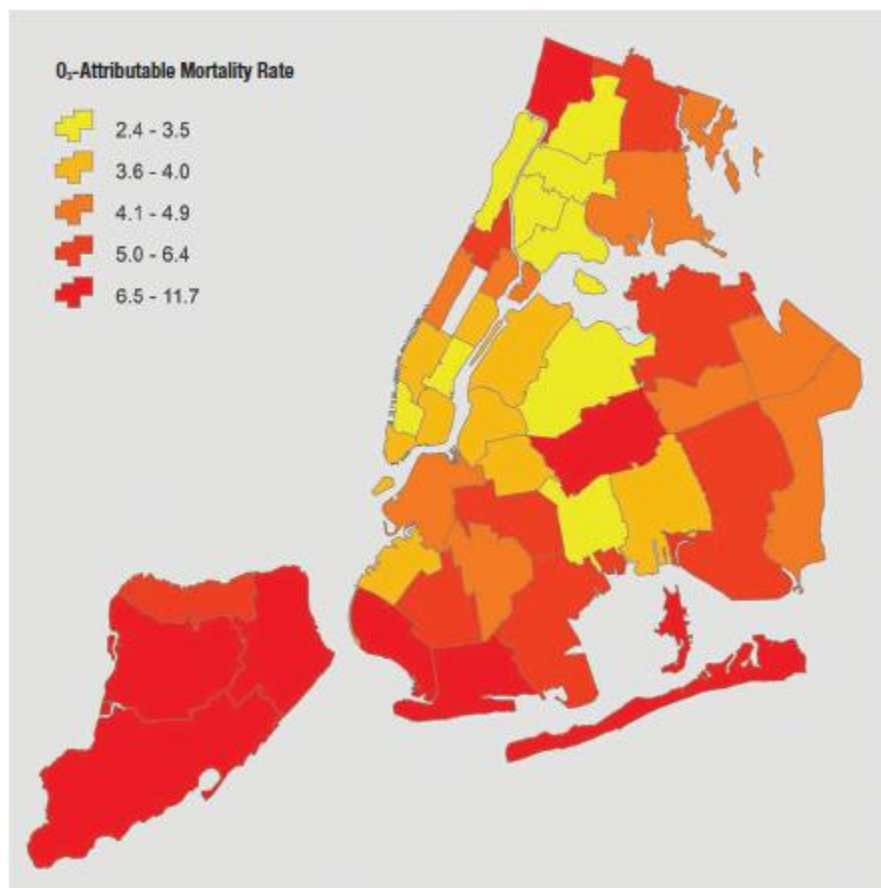 O₃-Attributable Mortality Rate
2.4 - 3.5
3.6 - 4.0
4.1 - 4.9
5.0 - 6.4
6.5 - 11.7